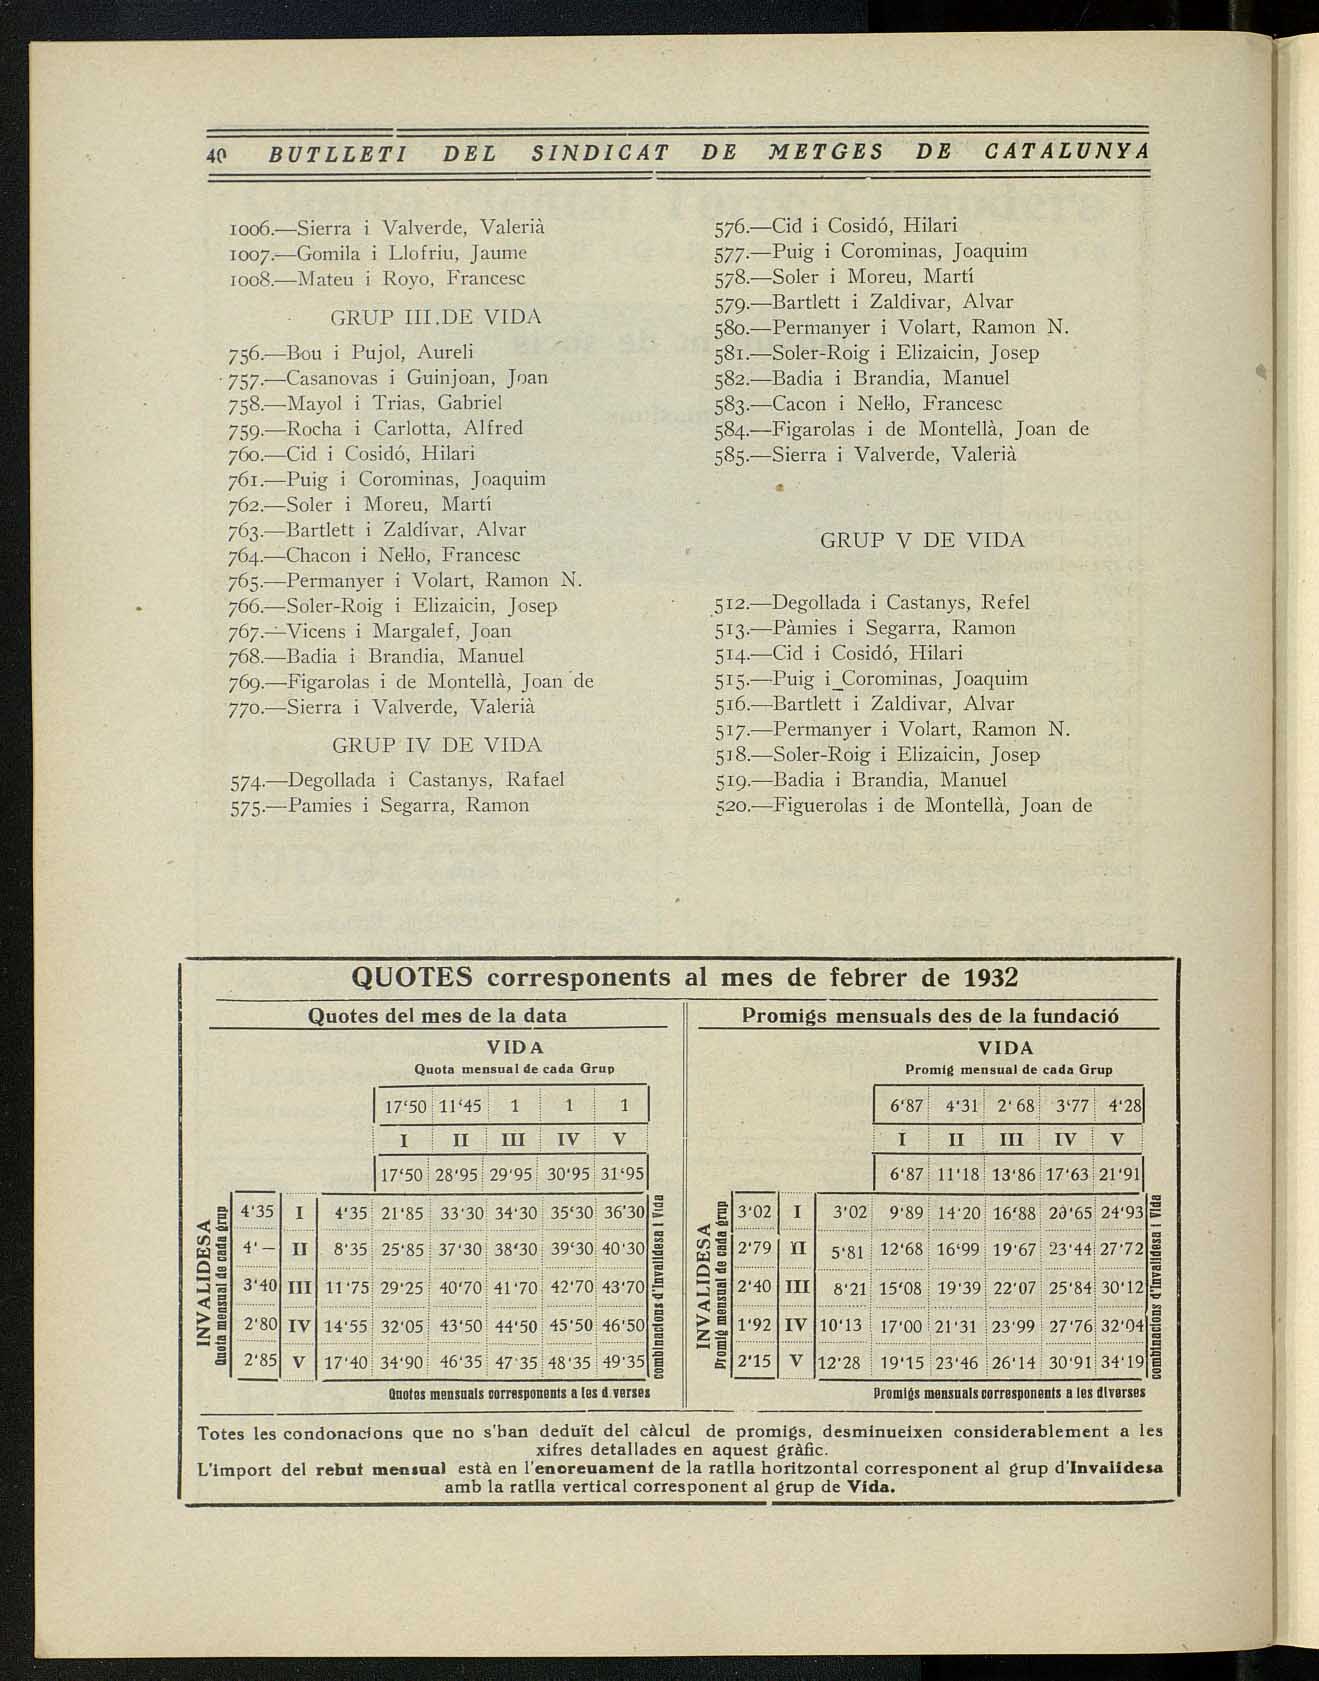 40 BUTLLETI DEL SINDICAT DE METGES DE CATALUNYA
1006.—Sierra i Valverde, Valerià
1007.—Gomila i Llofriu, Jaume
1008.—Mateu i Royo, Francesc
GRUP III.DE VIDA
756.—Bou i Pujol, Aureli
757.—Casanovas i Guinjoan, Joan
758.—Mayol i Trias, Gabriel
759.—Rocha i Carlotta, Alfred
760.—Cid i Cosidó, Hilari
761.—Puig i Corominas, Joaquim
762.—Soler i Moreu, Martí
763.—Bartlett i Zaldívar, Alvar
764.—Chacon i Nel·lo, Francesc
765.—Permanyer i Volart, Ramon N.
766.—Soler-Roig i Elizaicin, Josep
767.—Vicens i Margalef, Joan
768.—Badia i Brandia, Manuel
769.—Figarolas i de Montellà, Joan de
770.—Sierra i Valverde, Valerià
GRUP IV DE VIDA
574.—Degollada i Castanys, Rafael
575.—Pamies i Segarra, Ramon
576.—Cid i Cosidó, Hilari
577.—Puig i Corominas, Joaquim
578.—Soler i Moreu, Martí
579.—Bartlett i Zaldivar, Alvar
580.—Permanyer i Volart, Ramon N.
581.—Soler-Roig i Elizaicin, Josep
582.—Badia i Brandia, Manuel
583.—Cacon i Nel·lo, Francesc
584.—Figarolas i de Montellà, Joan de
585.—Sierra i Valverde, Valerià
GRUP V DE VIDA
512.—Degollada i Castanys, Refel
513.—Pàmies i Segarra, Ramon
514.—Cid i Cosidó, Hilari
515.—Puig i Corominas, Joaquim
516.—Bartlett i Zaldivar, Alvar
517.—Permanyer i Volart, Ramon N.
518.—Soler-Roig i Elizaicin, Josep
519.—Badia i Brandia, Manuel
520.—Figuerolas i de Montellà, Joan de
QUOTES corresponents al mes de febrer de 1932
Quotes del mes de la data
VIDA
Quota mensual de cada Grup
17‘50 11‘45 1 1 1
I II III IV V
17‘50 28‘95 29‘95 30‘95 31‘95
INVALIDESA
Quota mensual de cada grup
4‘35 I 4‘35 21‘85 33‘30 34‘30 35‘30 36‘30
4‘— II 8‘35 25‘85 37‘30 38‘30 39‘30 40‘30
3‘40 III 11‘75 29‘25 40‘70 41‘70 42‘70 43‘70
2‘80 IV 14‘55 32‘05 43‘50 44‘50 45‘50 46‘50
2‘85 V 17‘40 34‘90 46‘35 47‘35 48‘35 49‘35
combinacions d'Invalidesa i Vida
Quotes mensuals corresponents a les diverses
Promigs mensuals des de la fundació
VIDA
Promig mensual de cada Grup
6‘87 4‘31 2‘68 3‘77 4‘28
I II III IV V
6‘87 11‘18 13‘86 17‘63 21‘91
INVALIDESA
Promig mensual de cada grup
3‘02 I 3‘02 9‘89 14‘20 16‘88 20‘65 24‘93
2‘79 II 5‘81 12‘68 16‘99 19‘67 23‘44 27‘72
2‘40 III 8‘21 15‘08 19‘39 22‘07 25‘84 30‘12
1‘92 IV 10‘13 17‘00 21‘31 23‘99 27‘76 32‘04
2‘15 V 12‘28 19‘15 23‘46 26‘14 30‘91 34‘19
combinacions d'Invalidesa i Vida
Promigs mensuals corresponents a les diverses
Totes les condonacions que no s'han deduït del càlcul de promigs, desminueixen considerablement a les
xifres detallades en aquest gràfic.
L'import del rebut mensual està en l'encreuament de la ratlla horitzontal corresponent al grup d'Invalidesa
amb la ratlla vertical corresponent al grup de Vida.